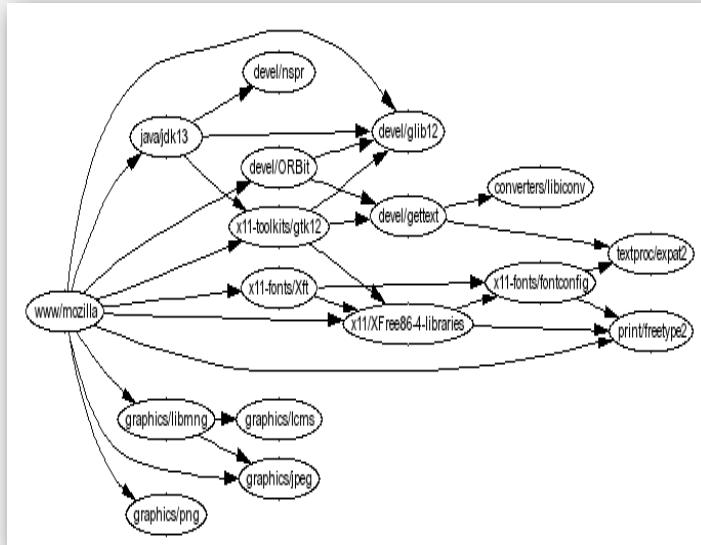 devel/nspr
java/jdk13
devel/glib12
devel/ORBit
converters/libiconv
devel/gettext
x11-toolkits/gtk12
textproc/expat2
x11-fonts/Xft
x11-fonts/fontconfig
www/mozilla
x11/XFree86-4-libraries
print/freetype2
graphics/libmng
graphics/lcms
graphics/jpeg
graphics/png